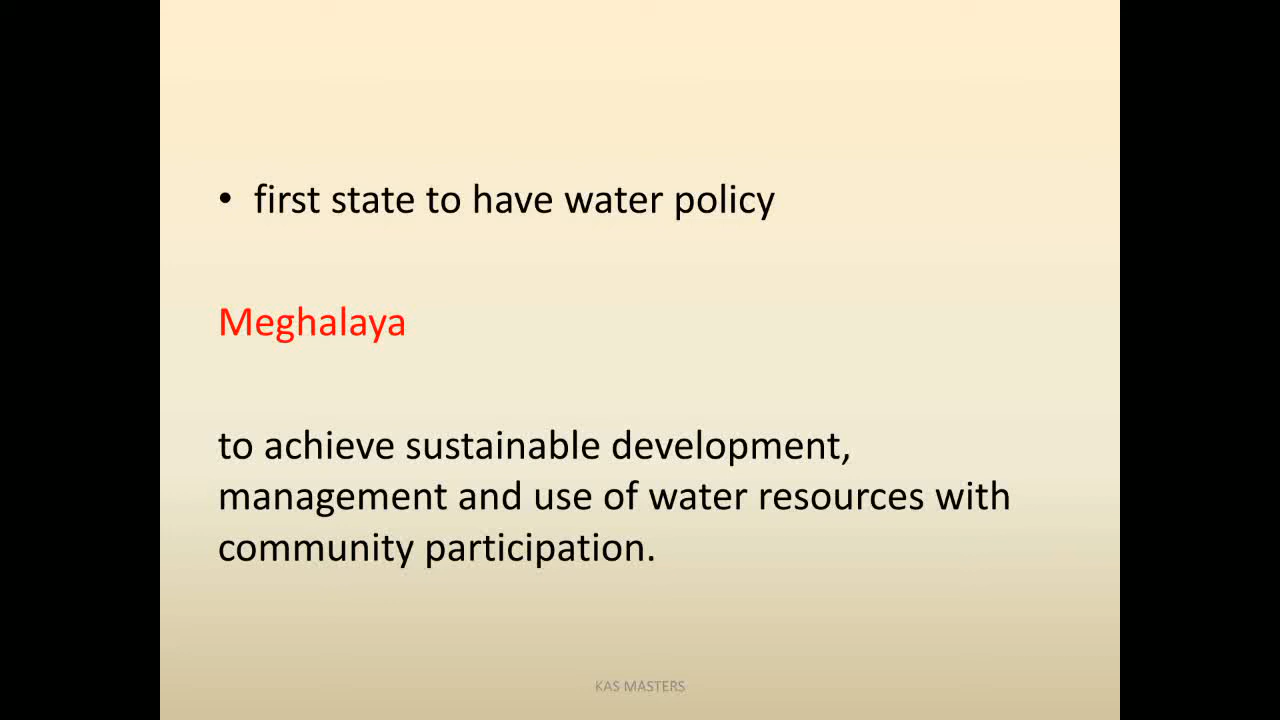 • first state to have water policy
Meghalaya
to achieve sustainable development,
management and use of water resources with
community participation.
KAS MASTERS